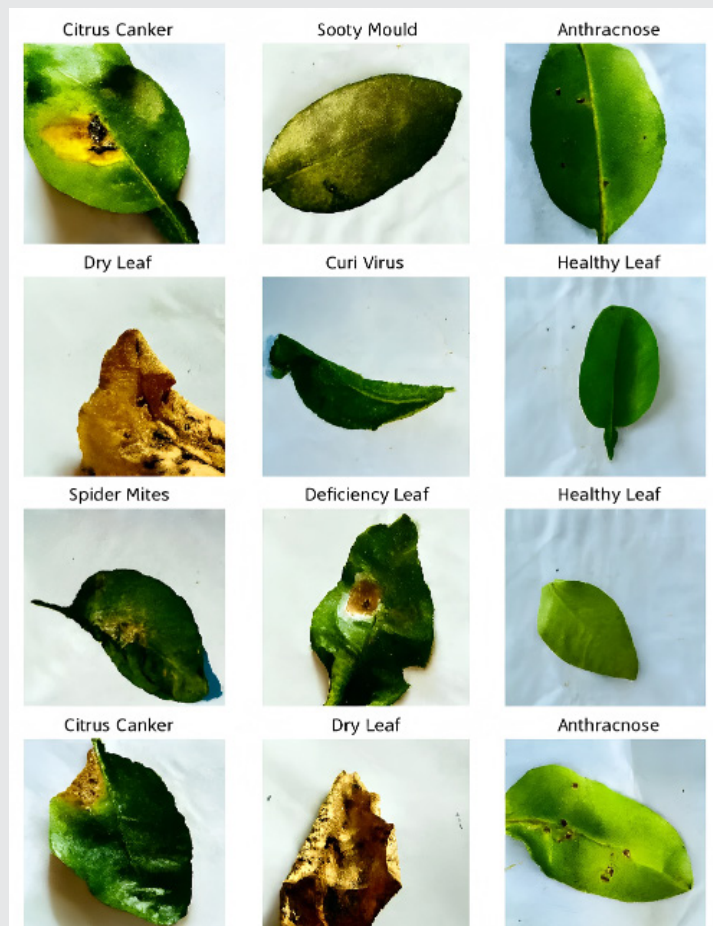 Citrus Canker Sooty Mould Anthracnose
Dry Leaf Curi Virus Healthy Leaf
Spider Mites Deficiency Leaf Healthy Leaf
Citrus Canker Dry Leaf Anthracnose